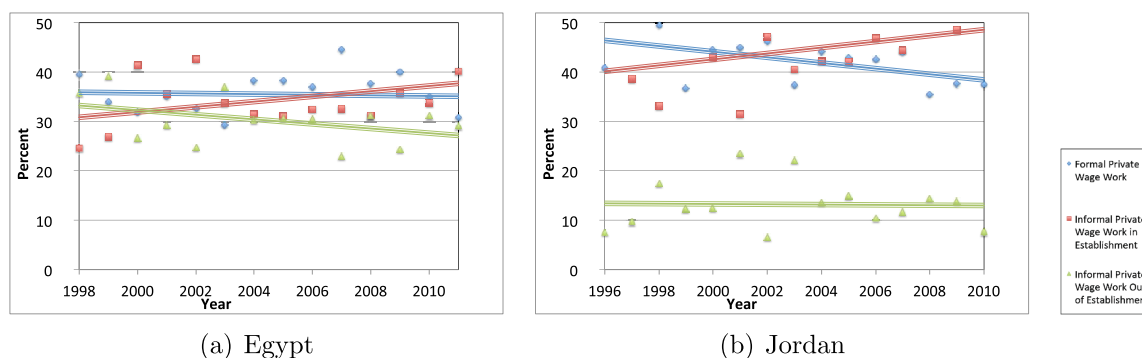 50
40
30
20
10
0
Percent
1998 2000 2002 2004 2006 2008 2010
Year
(a) Egypt
50
40
30
20
10
0
Percent
1996 1998 2000 2002 2004 2006 2008 2010
Year
(b) Jordan
Formal Private
Wage Work
Informal Private
Wage Work in
Establishment
Informal Private
Wage Work Ou
of Establishmen